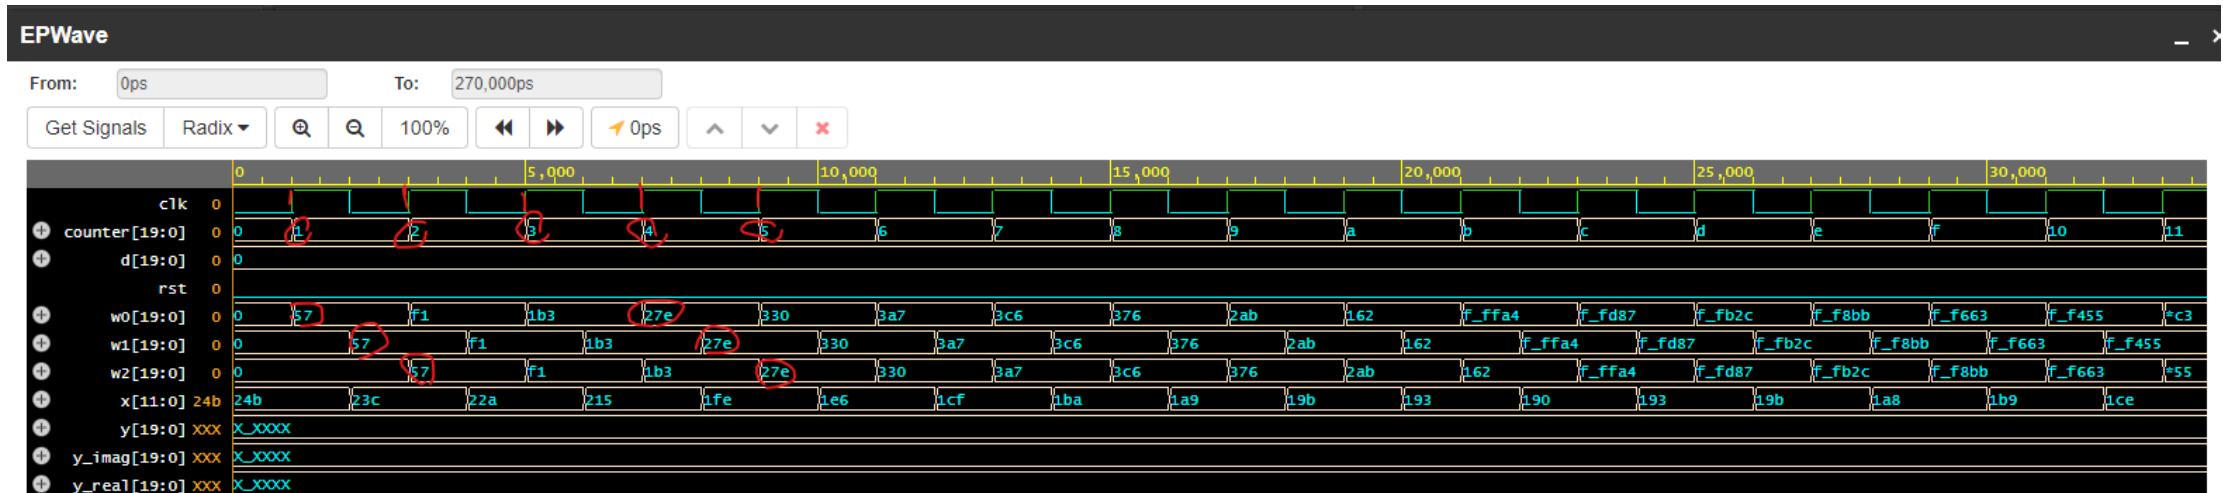 EPWave
From: 0ps To: 270,000ps
Get Signals Radix 100% 0ps
0 5,000 10,000 15,000 20,000 25,000 30,000
clk 0
counter[19:0] 0 0 1 2 3 4 5 6 7 8 9 a b c d e f 10 11
d[19:0] 0 0
rst 0
w0[19:0] 0 0 57 f1 1b3 27e 330 3a7 3c6 376 2ab 162 f_ffa4 f_fd87 f_fb2c f_f8bb f_f663 f_f455 *c3
w1[19:0] 0 0 57 f1 1b3 27e 330 3a7 3c6 376 2ab 162 f_ffa4 f_fd87 f_fb2c f_f8bb f_f663 f_f455
w2[19:0] 0 0 57 f1 1b3 27e 330 3a7 3c6 376 2ab 162 f_ffa4 f_fd87 f_fb2c f_f8bb f_f663 *55
x[11:0] 24b 24b 23c 22a 215 1fe 1e6 1cf 1ba 1a9 19b 193 190 193 19b 1a8 1b9 1ce
y[19:0] XXX X_XXXX
y_imag[19:0] XXX X_XXXX
y_real[19:0] XXX X_XXXX